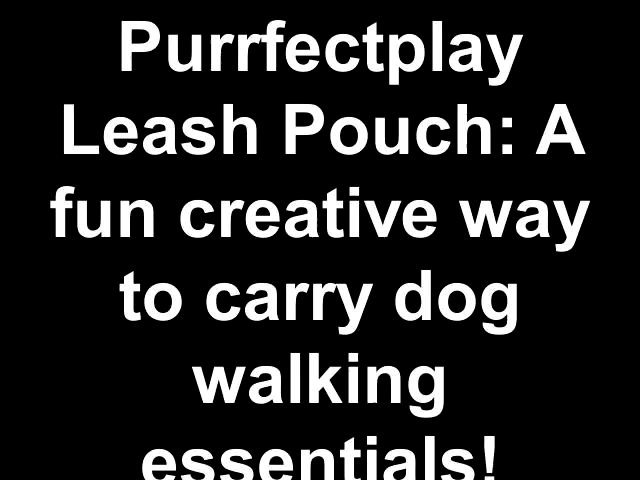 Purrfectplay
Leash Pouch: A
fun creative way
to carry dog
walking
essentials!